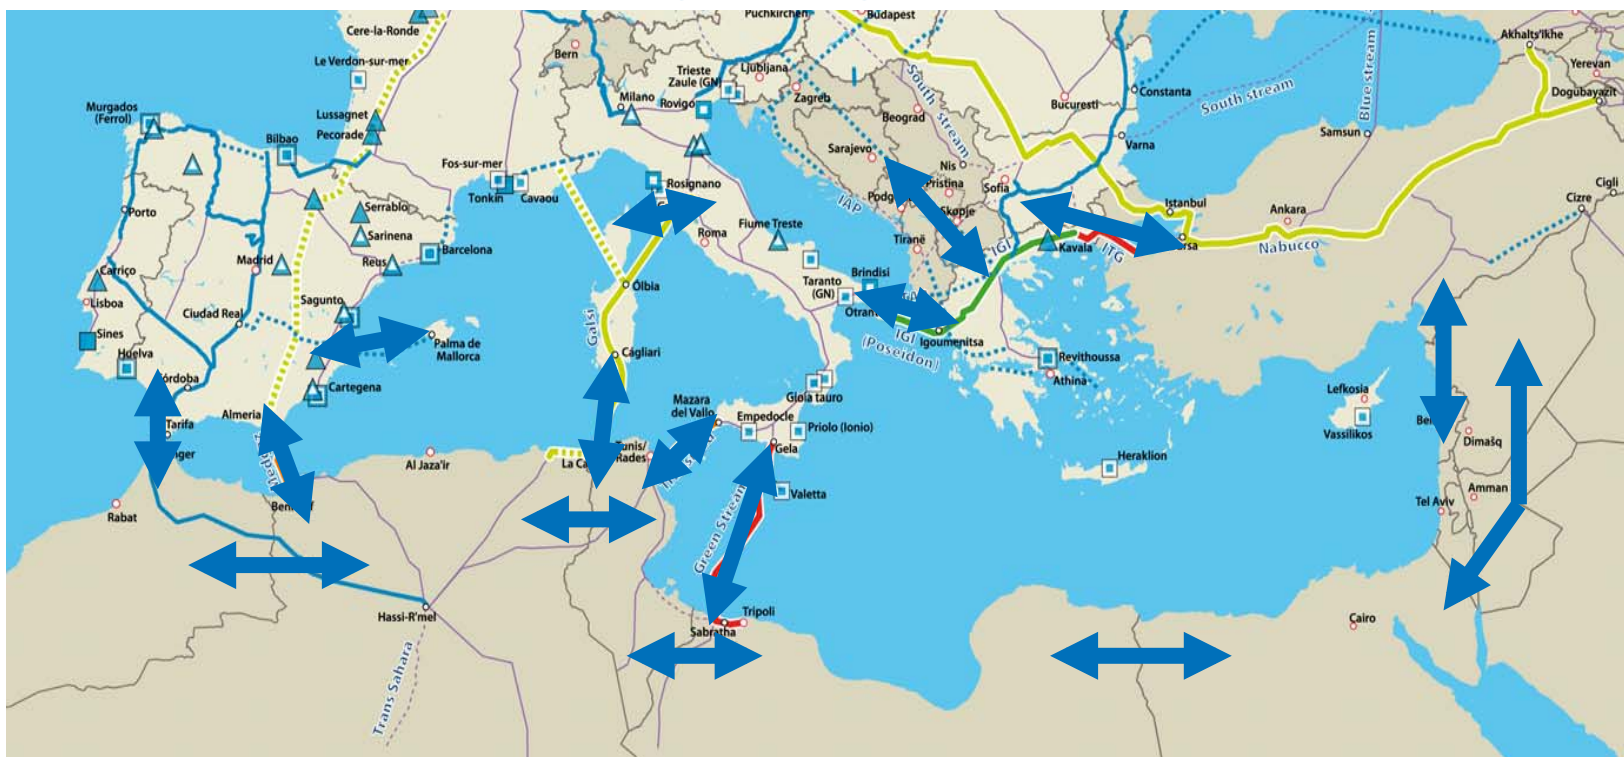 Cere-la-Ronde
Le Verdon-sur-mer
Murgados
(Ferrol)
Lussagnet
Pecorade
Bilbao
Porto
Serrablo
Sarinena
Barcelona
Reus
Madrid
Carriço
Lisboa
Sagunto
Ciudad Real
Sines
Huelva
Palma de
Mallorca
Cartegena
Almeria
Tarifa
Rabat
Al Jaza'ir
Hassi-R'mel
Trans Sahara
Bern
Milano
Trieste
Zaule (GN)
Rovigo
Ljubljana
Zagreb
Puchkirchen
Budapest
Fos-sur-mer
Tonkin
Cavaou
Rosignano
Fiume Treste
Roma
Ólbia
Galsi
Cágliari
Taranto
(GN)
Brindisi
IGI
(Poseidon)
Igoumenitsa
Mazara
del Vallo
Empedocle
Gioia tauro
Priolo (Ionio)
Gela
Valetta
Tunis/
Rades
Green Stream
Tripoli
Sabratha
Beograd
Sarajevo
Nis
Pristina
Skøpje
Tiranë
IAP
Sofia
South stream
Bucuresti
Constanta
Varna
South stream
Blue stream
Samsun
Akhalts'ikhe
Yerevan
Dogubayazit
Istanbul
Ankara
Nabucco
Cigli
Cizre
IGI
Kavala
ITG
Revithoussa
Athina
Heraklion
Lefkosia
Vassilikos
Dimašq
Amman
Tel Aviv
Cairo